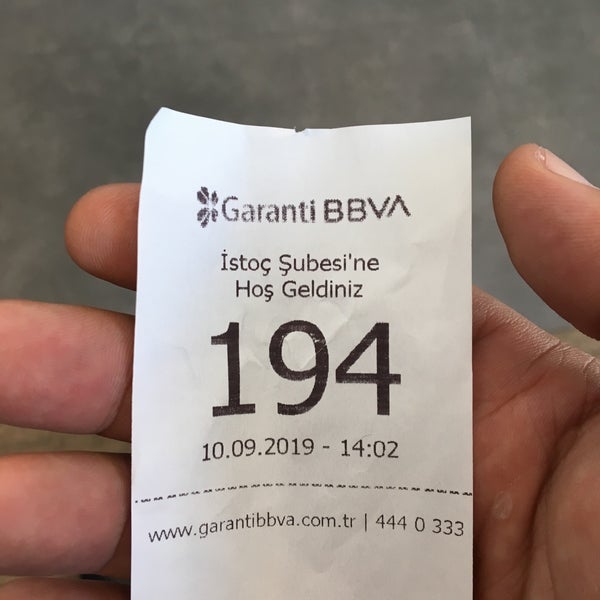 Garanti BBVA
İstoç Şubesi'ne
Hoş Geldiniz
194
10.09.2019 - 14:02
www.garantibbva.com.tr | 444 0 333